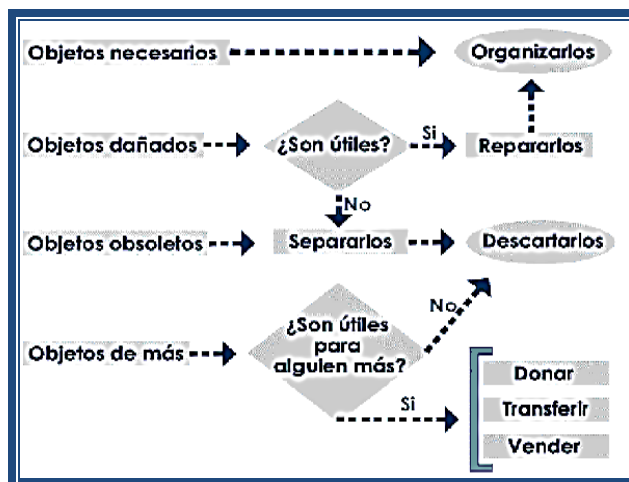 Objetos necesarios
Organizarlos
Objetos dañados
¿Son útiles?
Si
Repararlos
No
Objetos obsoletos
Separarlos
Descartarlos
Objetos de más
¿Son útiles
para
alguien más?
No
Si
Donar
Transferir
Vender